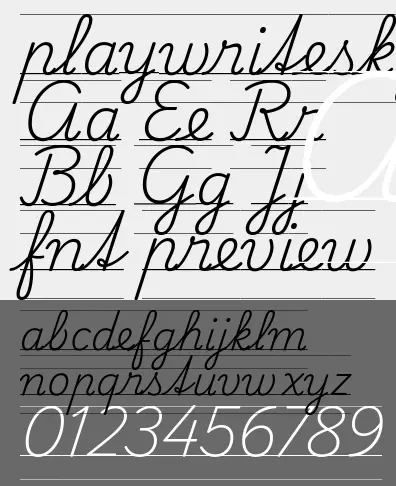 playwritesk
Aa Ee Rr
Bb Gg Jj
fnt preview
abcdefghijklm
nopqrstuvwxyz
0123456789